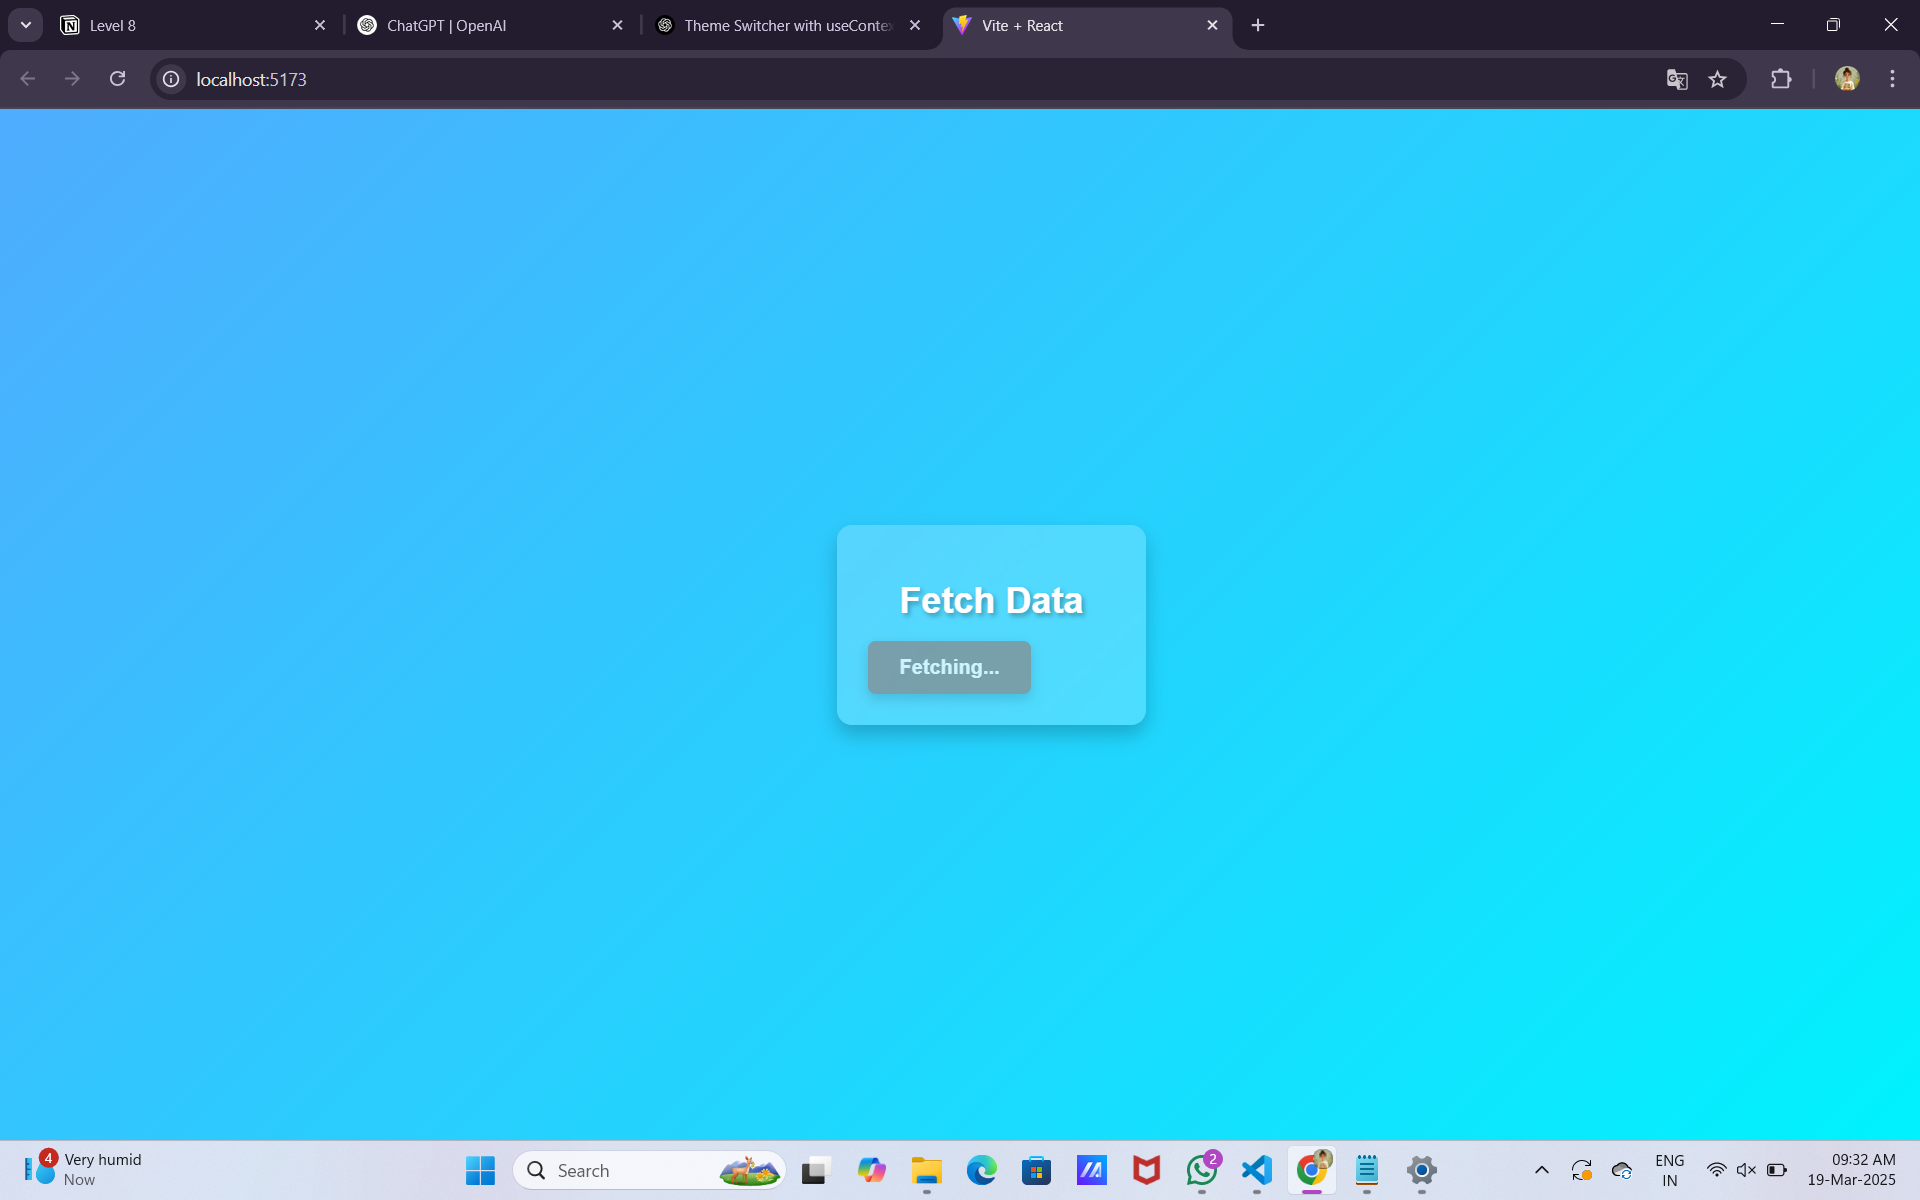 Level 8
ChatGPT | OpenAI
Theme Switcher with useConte
Vite + React
localhost:5173
Fetch Data
Fetching...
4
Very humid
Now
Search
2
ENG
IN
09:32 AM
19-Mar-2025